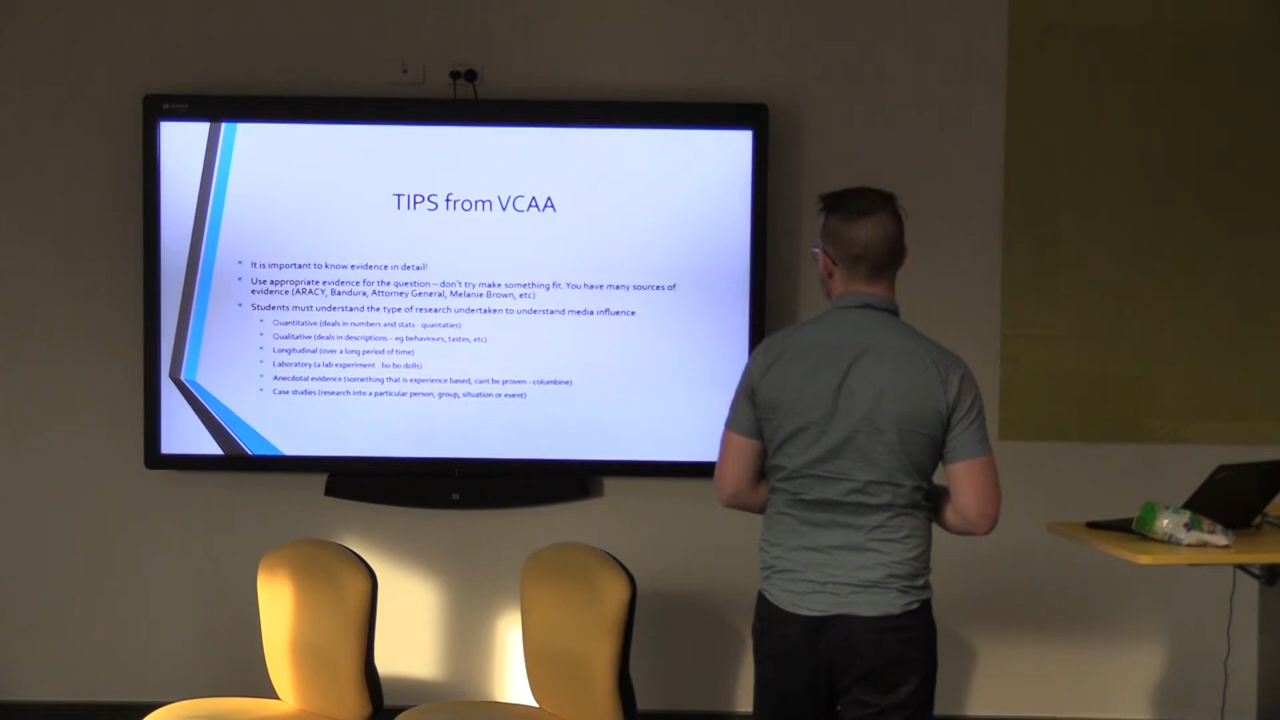 TIPS from VCAA
It is important to know evidence in detail!
Use appropriate evidence for the question – don't try make something fit. You have many sources of
evidence (ARACY, Bandura, Attorney General, Melanie Brown, etc)
Students must understand the type of research undertaken to understand media influence
Quantitative (deals in numbers and stats - quantaties)
Qualitative (deals in descriptions – eg behaviours, tastes, etc)
Longitudinal (over a long period of time)
Laboratory (a lab experiment - bo bo dolls)
Anecdotal evidence (something that is experience based, cant be proven - columbine)
Case studies (research into a particular person, group, situation or event)